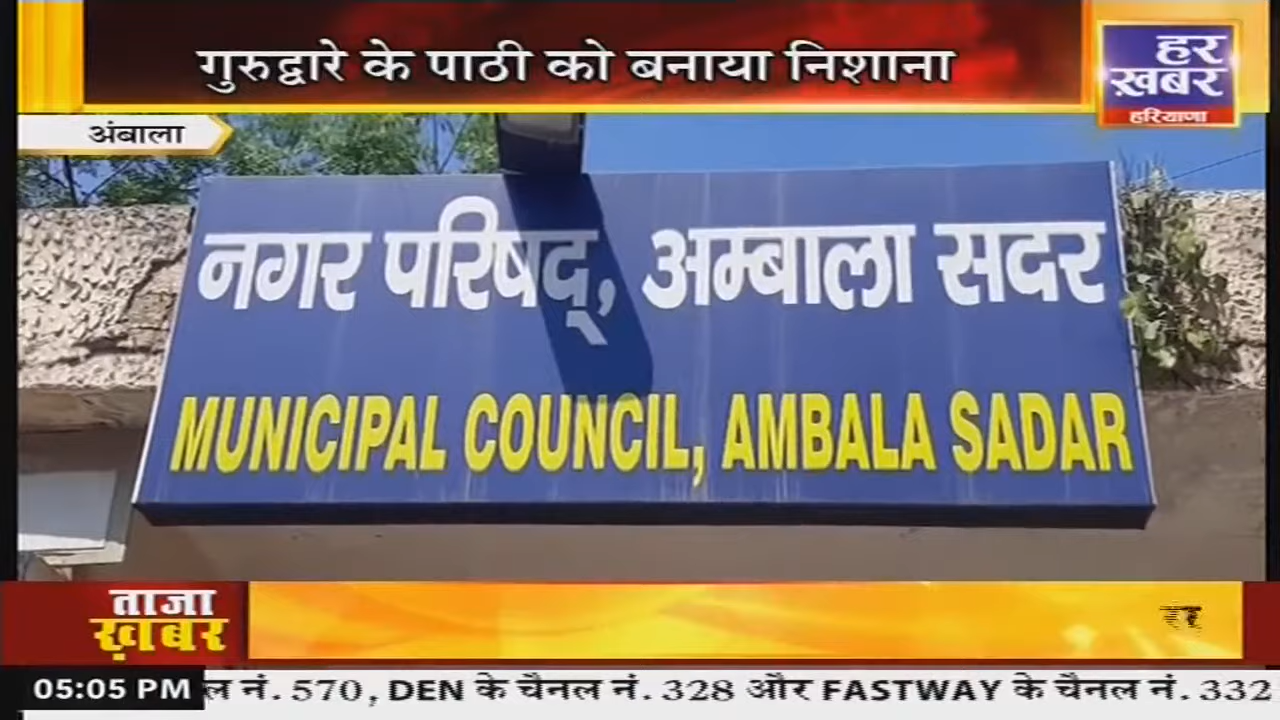 गुरुद्वारे के पाठी को बनाया निशाना
हर
ख़बर
हरियाणा
अंबाला
नगर परिषद्, अम्बाला सदर
MUNICIPAL COUNCIL, AMBALA SADAR
ताजा
ख़बर
05:05 PM
ल नं. 570, DEN के चैनल नं. 328 और FASTWAY के चैनल नं. 332